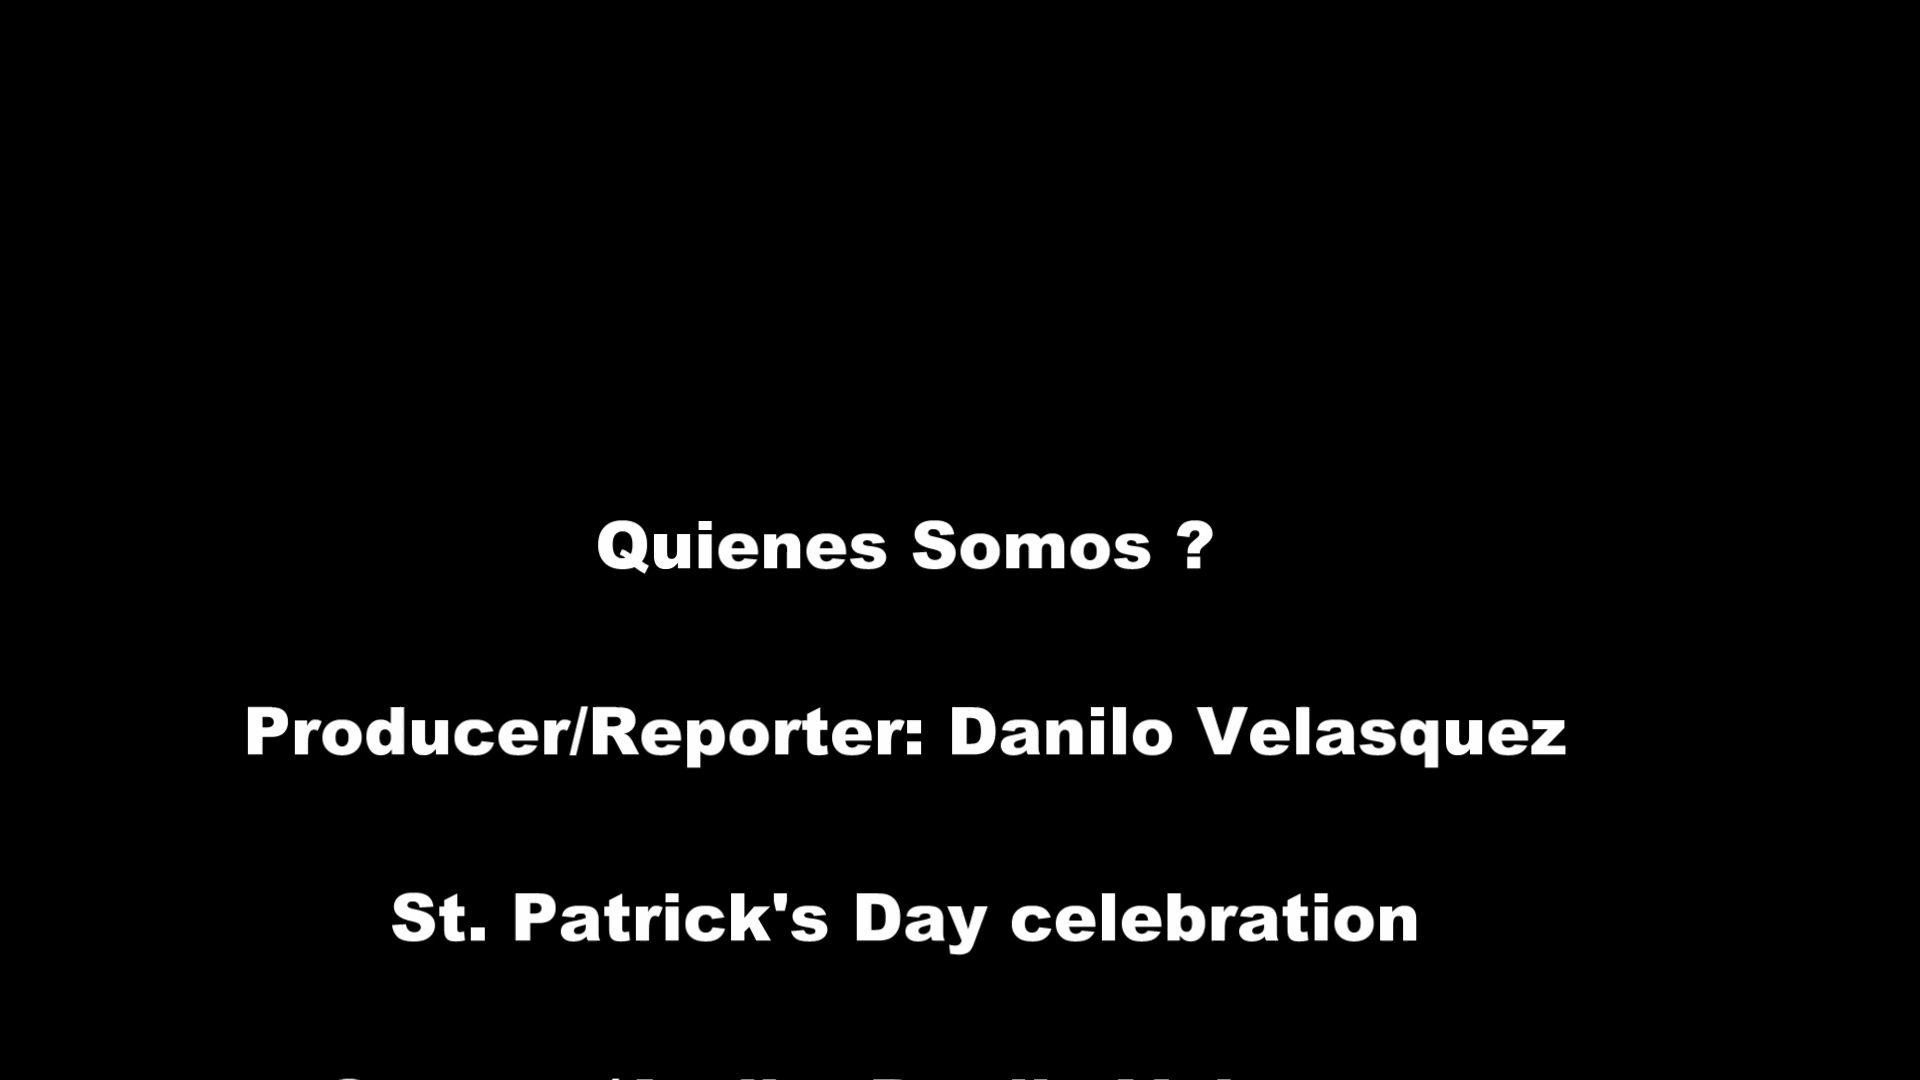 Quienes Somos ?
Producer/Reporter: Danilo Velasquez
St. Patrick's Day celebration